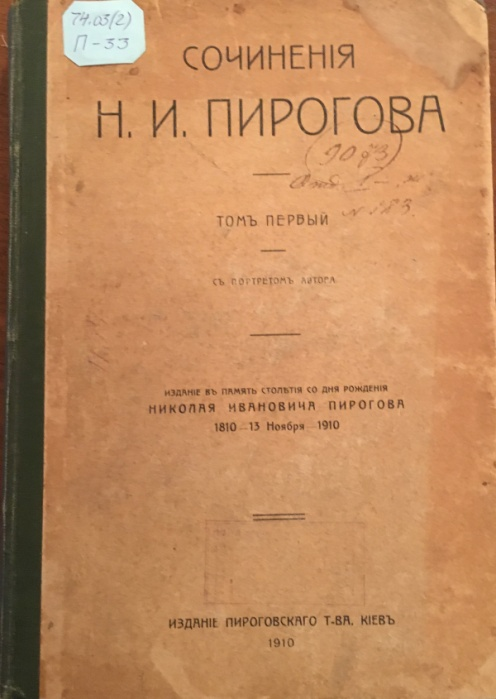 74.03(2)
П-33
СОЧИНЕНІЯ
Н. И. ПИРОГОВА
9073
ТОМЪ ПЕРВЫЙ
СЪ ПОРТРЕТОМЪ АВТОРА
ИЗДАНІЕ ВЪ ПАМЯТЬ СТОЛѢТІЯ СО ДНЯ РОЖДЕНІЯ
НИКОЛАЯ ИВАНОВИЧА ПИРОГОВА
1810—13 Ноября—1910
ИЗДАНІЕ ПИРОГОВСКАГО Т-ВА, КІЕВЪ
1910